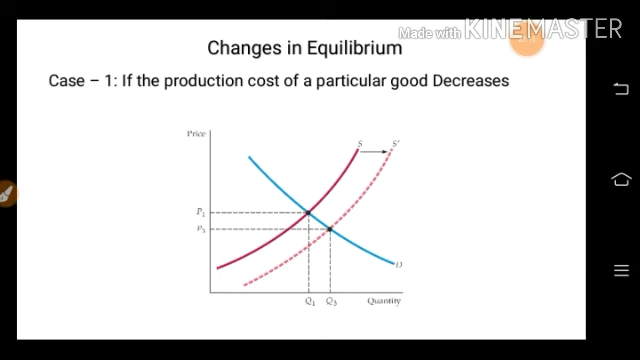 Made with KINEMASTER
Changes in Equilibrium
Case – 1: If the production cost of a particular good Decreases
Price
S
S'
P₁
P₃
D
Q₁ Q₃ Quantity